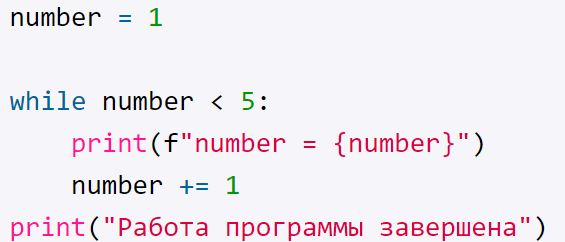 number = 1
while number < 5:
    print(f"number = {number}")
    number += 1
print("Работа программы завершена")